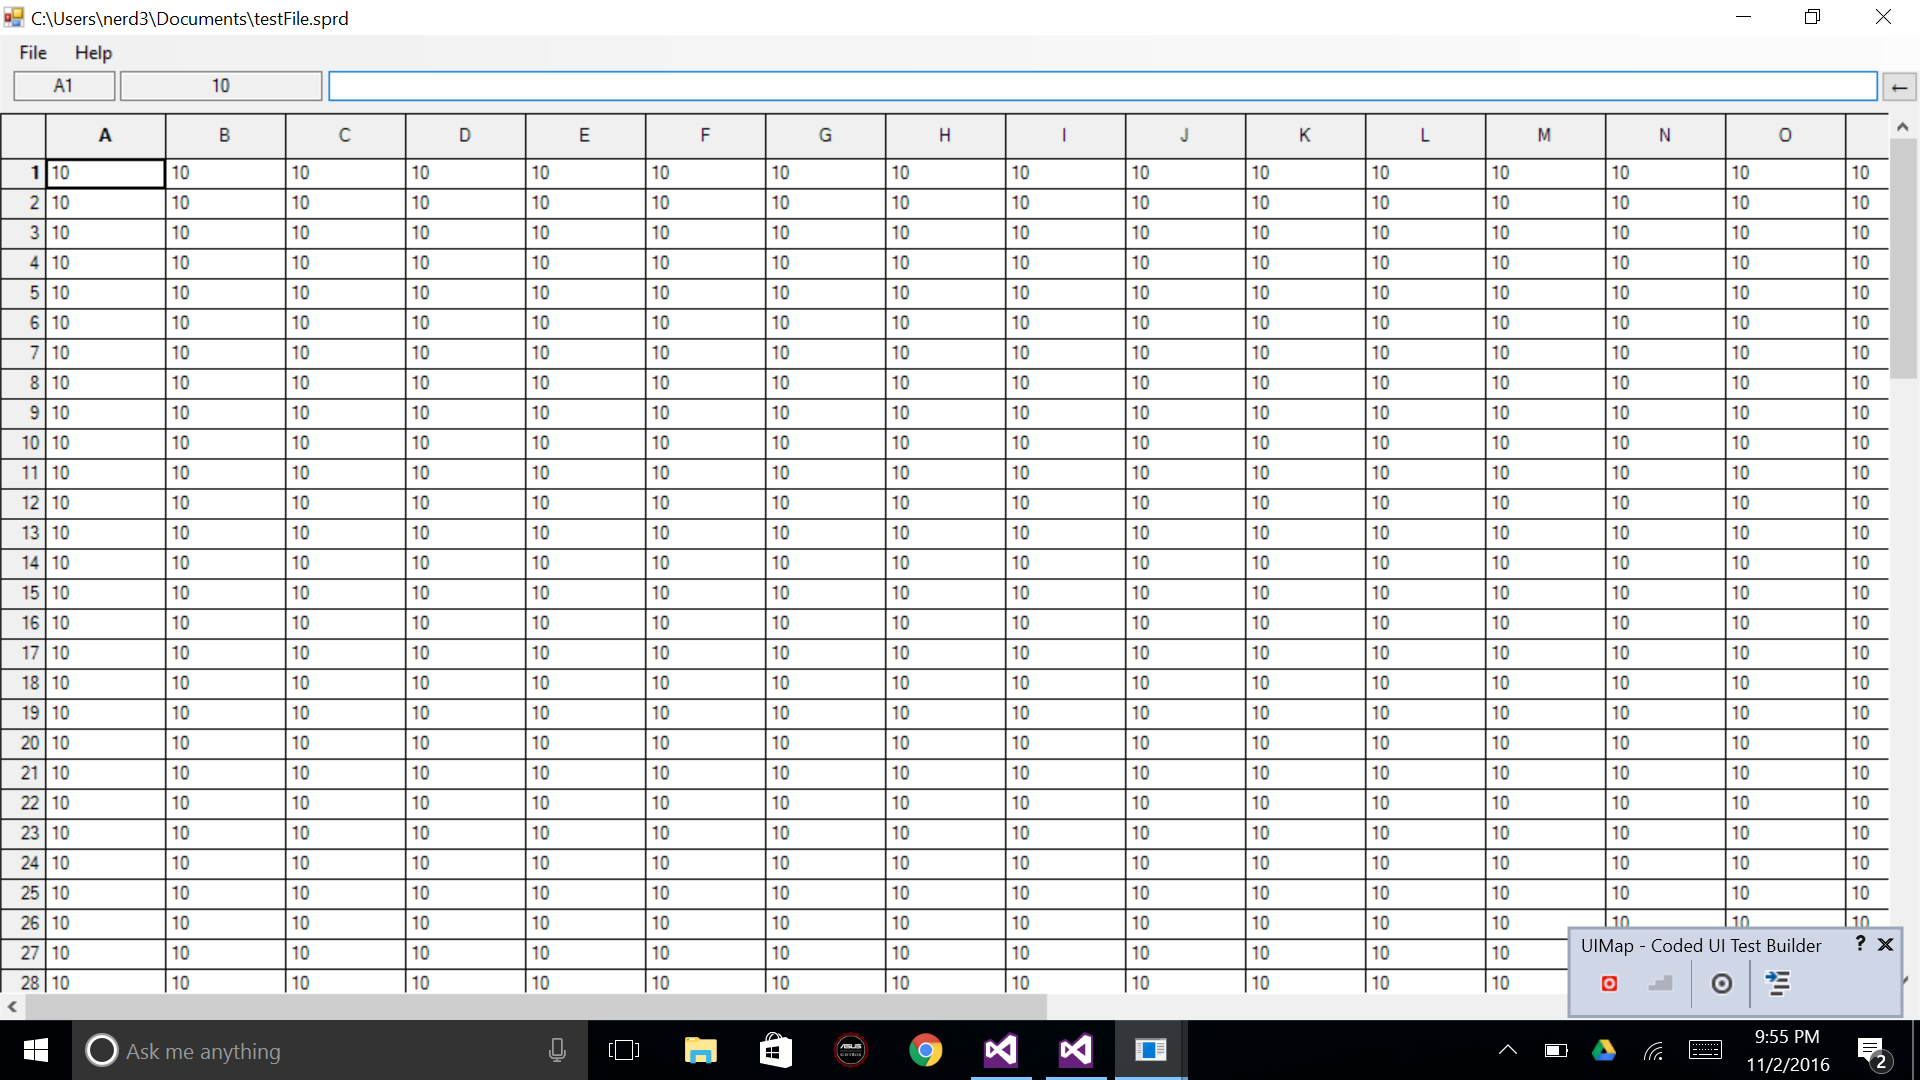 C:\Users\nerd3\Documents\testFile.sprd
File Help
A1 10
A B C D E F G H I J K L M N O
1 10 10 10 10 10 10 10 10 10 10 10 10 10 10 10 10
2 10 10 10 10 10 10 10 10 10 10 10 10 10 10 10 10
3 10 10 10 10 10 10 10 10 10 10 10 10 10 10 10 10
4 10 10 10 10 10 10 10 10 10 10 10 10 10 10 10 10
5 10 10 10 10 10 10 10 10 10 10 10 10 10 10 10 10
6 10 10 10 10 10 10 10 10 10 10 10 10 10 10 10 10
7 10 10 10 10 10 10 10 10 10 10 10 10 10 10 10 10
8 10 10 10 10 10 10 10 10 10 10 10 10 10 10 10 10
9 10 10 10 10 10 10 10 10 10 10 10 10 10 10 10 10
10 10 10 10 10 10 10 10 10 10 10 10 10 10 10 10 10
11 10 10 10 10 10 10 10 10 10 10 10 10 10 10 10 10
12 10 10 10 10 10 10 10 10 10 10 10 10 10 10 10 10
13 10 10 10 10 10 10 10 10 10 10 10 10 10 10 10 10
14 10 10 10 10 10 10 10 10 10 10 10 10 10 10 10 10
15 10 10 10 10 10 10 10 10 10 10 10 10 10 10 10 10
16 10 10 10 10 10 10 10 10 10 10 10 10 10 10 10 10
17 10 10 10 10 10 10 10 10 10 10 10 10 10 10 10 10
18 10 10 10 10 10 10 10 10 10 10 10 10 10 10 10 10
19 10 10 10 10 10 10 10 10 10 10 10 10 10 10 10 10
20 10 10 10 10 10 10 10 10 10 10 10 10 10 10 10 10
21 10 10 10 10 10 10 10 10 10 10 10 10 10 10 10 10
22 10 10 10 10 10 10 10 10 10 10 10 10 10 10 10 10
23 10 10 10 10 10 10 10 10 10 10 10 10 10 10 10 10
24 10 10 10 10 10 10 10 10 10 10 10 10 10 10 10 10
25 10 10 10 10 10 10 10 10 10 10 10 10 10 10 10 10
26 10 10 10 10 10 10 10 10 10 10 10 10 10 10 10 10
27 10 10 10 10 10 10 10 10 10 10 10 10 10
28 10 10 10 10 10 10 10 10 10 10 10 10 10
UIMap - Coded UI Test Builder ?
Ask me anything
ASUS
9:55 PM
11/2/2016
2